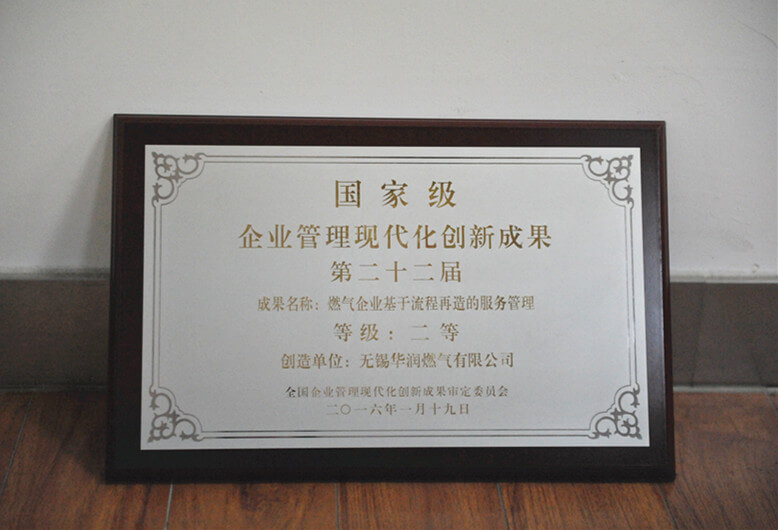 国家级
企业管理现代化创新成果
第二十二届
成果名称：燃气企业基于流程再造的服务管理
等级：二等
创造单位：无锡华润燃气有限公司
全国企业管理现代化创新成果审定委员会
二〇一六年一月十九日